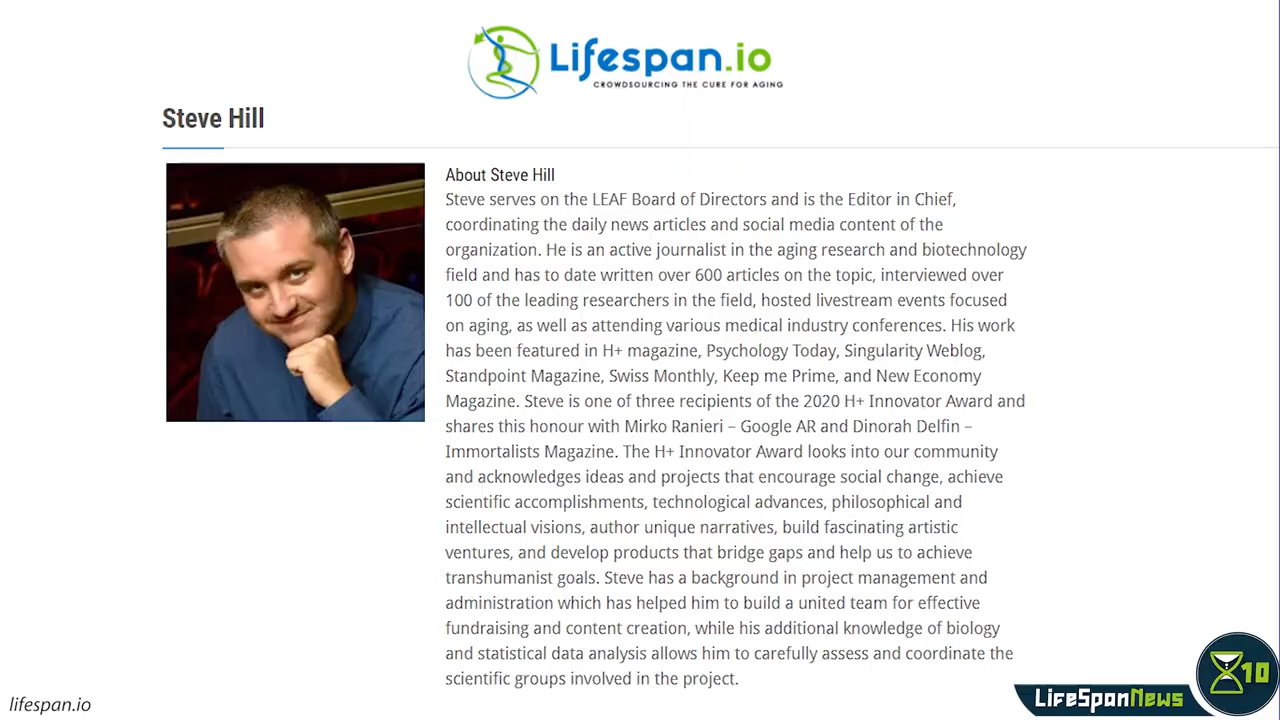 Lifespan.io
CROWDSOURCING THE CURE FOR AGING
Steve Hill
About Steve Hill
Steve serves on the LEAF Board of Directors and is the Editor in Chief,
coordinating the daily news articles and social media content of the
organization. He is an active journalist in the aging research and biotechnology
field and has to date written over 600 articles on the topic, interviewed over
100 of the leading researchers in the field, hosted livestream events focused
on aging, as well as attending various medical industry conferences. His work
has been featured in H+ magazine, Psychology Today, Singularity Weblog,
Standpoint Magazine, Swiss Monthly, Keep me Prime, and New Economy
Magazine. Steve is one of three recipients of the 2020 H+ Innovator Award and
shares this honour with Mirko Ranieri – Google AR and Dinorah Delfin –
Immortalists Magazine. The H+ Innovator Award looks into our community
and acknowledges ideas and projects that encourage social change, achieve
scientific accomplishments, technological advances, philosophical and
intellectual visions, author unique narratives, build fascinating artistic
ventures, and develop products that bridge gaps and help us to achieve
transhumanist goals. Steve has a background in project management and
administration which has helped him to build a united team for effective
fundraising and content creation, while his additional knowledge of biology
and statistical data analysis allows him to carefully assess and coordinate the
scientific groups involved in the project.
lifespan.io
LifeSpanNews
10